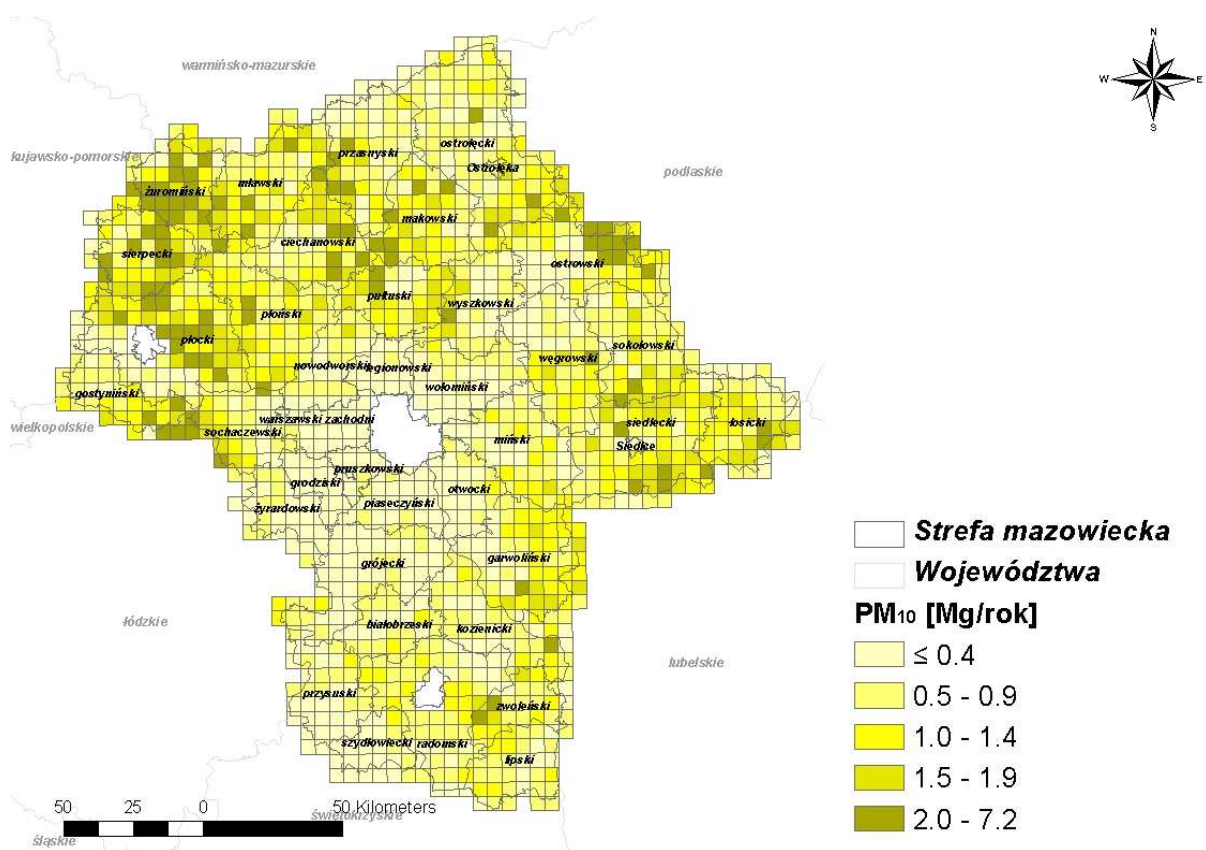 N
W E
S
warmińsko-mazurskie
kujawsko-pomorskie
podlaskie
przasnyski
ostrołęcki
Ostrołęka
żuromiński
mławski
makowski
ciechanowski
sierpecki
ostrowski
pułtuski
wyszkowski
płoński
płocki
sokołowski
węgrowski
nowodworski
legionowski
wołomiński
gostyniński
wielkopolskie
sochaczewski
warszawski zachodni
siedlecki
łosicki
miński
Siedlce
pruszkowski
grodziski
otwocki
żyrardowski
piaseczyński
garwoliński
grójecki
łódzkie
białobrzeski
kozienicki
lubelskie
przysuski
zwoleński
szydłowiecki
radomski
lipski
świętokrzyskie
śląskie
50 25 0 50 Kilometers
Strefa mazowiecka
Województwa
PM10 [Mg/rok]
≤ 0.4
0.5 - 0.9
1.0 - 1.4
1.5 - 1.9
2.0 - 7.2